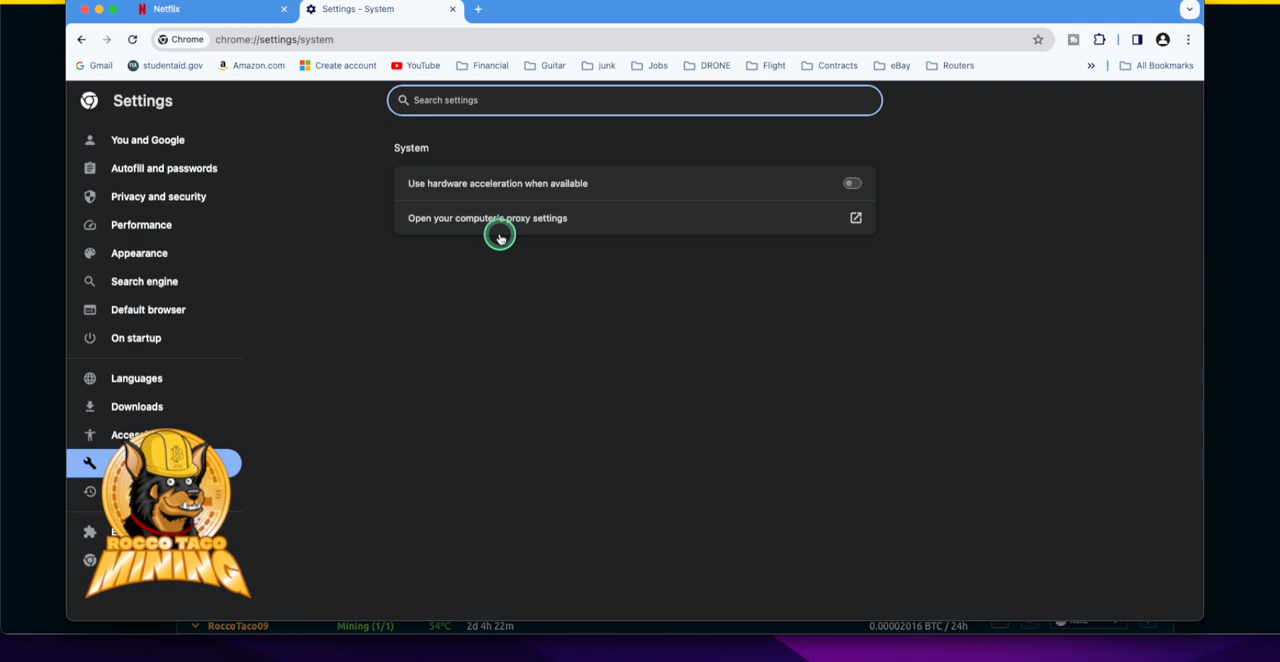 Netflix
Settings - System
Chrome
chrome://settings/system
Gmail
studentaid.gov
Amazon.com
Create account
YouTube
Financial
Guitar
junk
Jobs
DRONE
Flight
Contracts
eBay
Routers
»
All Bookmarks
Settings
Search settings
You and Google
Autofill and passwords
Privacy and security
Performance
Appearance
Search engine
Default browser
On startup
Languages
Downloads
System
Use hardware acceleration when available
Open your computer's proxy settings
ROCCO TACO
MINING
RoccoTaco09
Mining (1/1)
54°C
2d 4h 22m
0.00002016 BTC / 24h